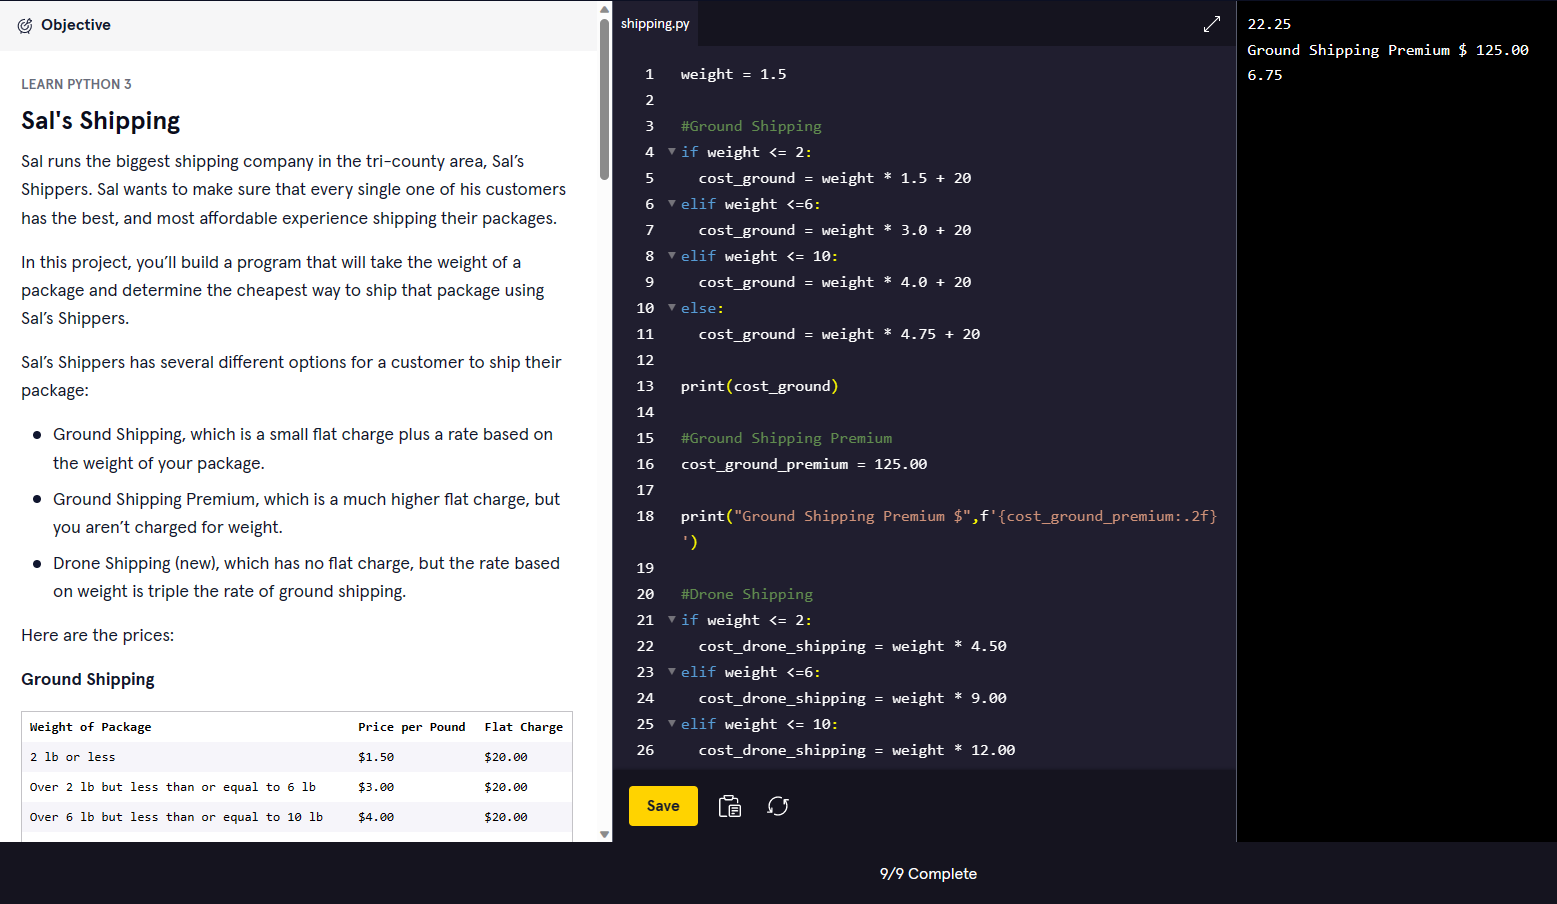 Objective
LEARN PYTHON 3
Sal's Shipping
Sal runs the biggest shipping company in the tri-county area, Sal’s
Shippers. Sal wants to make sure that every single one of his customers
has the best, and most affordable experience shipping their packages.
In this project, you’ll build a program that will take the weight of a
package and determine the cheapest way to ship that package using
Sal’s Shippers.
Sal’s Shippers has several different options for a customer to ship their
package:
● Ground Shipping, which is a small flat charge plus a rate based on
the weight of your package.
● Ground Shipping Premium, which is a much higher flat charge, but
you aren’t charged for weight.
● Drone Shipping (new), which has no flat charge, but the rate based
on weight is triple the rate of ground shipping.
Here are the prices:
Ground Shipping
Weight of Package Price per Pound Flat Charge
2 lb or less $1.50 $20.00
Over 2 lb but less than or equal to 6 lb $3.00 $20.00
Over 6 lb but less than or equal to 10 lb $4.00 $20.00
shipping.py
1 weight = 1.5
2
3 #Ground Shipping
4 if weight <= 2:
5 cost_ground = weight * 1.5 + 20
6 elif weight <=6:
7 cost_ground = weight * 3.0 + 20
8 elif weight <= 10:
9 cost_ground = weight * 4.0 + 20
10 else:
11 cost_ground = weight * 4.75 + 20
12
13 print(cost_ground)
14
15 #Ground Shipping Premium
16 cost_ground_premium = 125.00
17
18 print("Ground Shipping Premium $",f'{cost_ground_premium:.2f}
')
19
20 #Drone Shipping
21 if weight <= 2:
22 cost_drone_shipping = weight * 4.50
23 elif weight <=6:
24 cost_drone_shipping = weight * 9.00
25 elif weight <= 10:
26 cost_drone_shipping = weight * 12.00
Save
22.25
Ground Shipping Premium $ 125.00
6.75
9/9 Complete